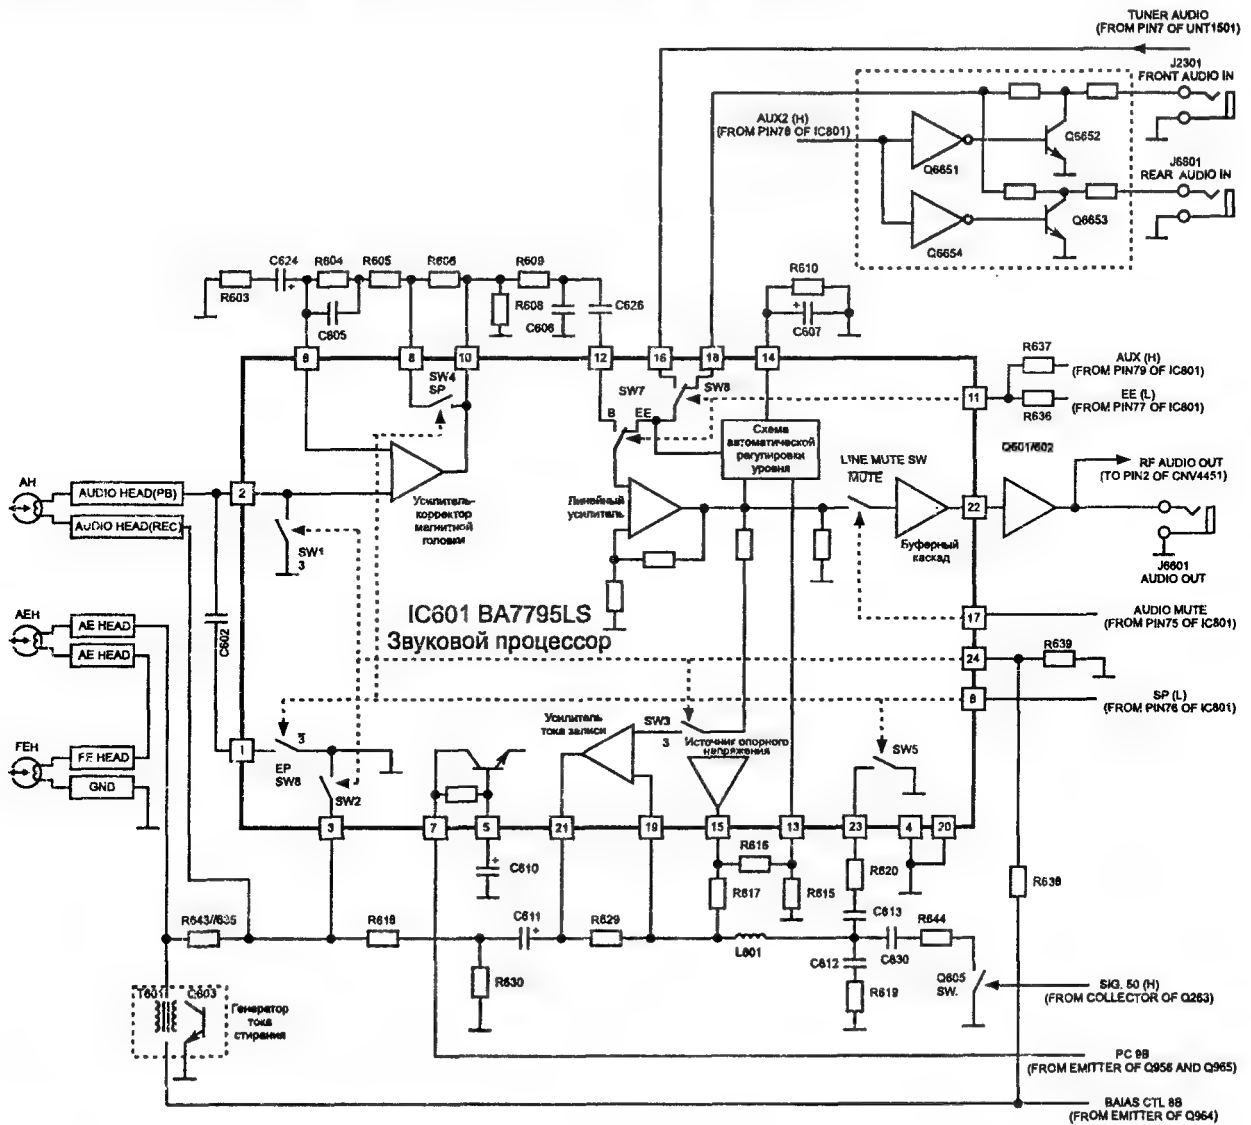 TUNER AUDIO
(FROM PIN7 OF UNT1501)
J2301
FRONT AUDIO IN
AUX2 (H)
(FROM PIN78 OF IC801)
Q6651
Q6652
J6801
REAR AUDIO IN
Q6653
Q6654
C624
R604
R605
R606
R609
R610
R603
C605
R608
C606
C626
C607
6
8
10
12
16
18
14
R637
AUX (H)
(FROM PIN79 OF IC801)
11
R636
EE (L)
(FROM PIN77 OF IC801)
SW4
SP
SW7
SW8
B
EE
Схема
автоматической
регулировки
уровня
LINE MUTE SW
MUTE
Q601/602
RF AUDIO OUT
(TO PIN2 OF CNV4451)
AH
AUDIO HEAD(PB)
AUDIO HEAD(REC)
2
Усилитель-
корректор
магнитной
головки
Линейный
усилитель
Буферный
каскад
22
J6601
AUDIO OUT
SW1
3
AEH
AE HEAD
AE HEAD
C602
IC601 BA7795LS
Звуковой процессор
17
AUDIO MUTE
(FROM PIN75 OF IC801)
24
R639
9
SP (L)
(FROM PIN76 OF IC801)
FEH
FE HEAD
GND
1
3
EP
SW8
SW2
Усилитель
тока записи
SW3
3
Источник опорного
напряжения
SW5
3
7
5
21
19
15
13
23
4
20
C610
R616
R617
R615
R620
R638
R643//635
R618
C611
R629
L601
C613
R644
C612
C630
R630
R619
Q605
SW.
SIG. 50 (H)
(FROM COLLECTOR OF Q263)
T601
C603
Генератор
тока
стирания
PC 9B
(FROM EMITTER OF Q956 AND Q965)
BAIAS CTL 8B
(FROM EMITTER OF Q964)